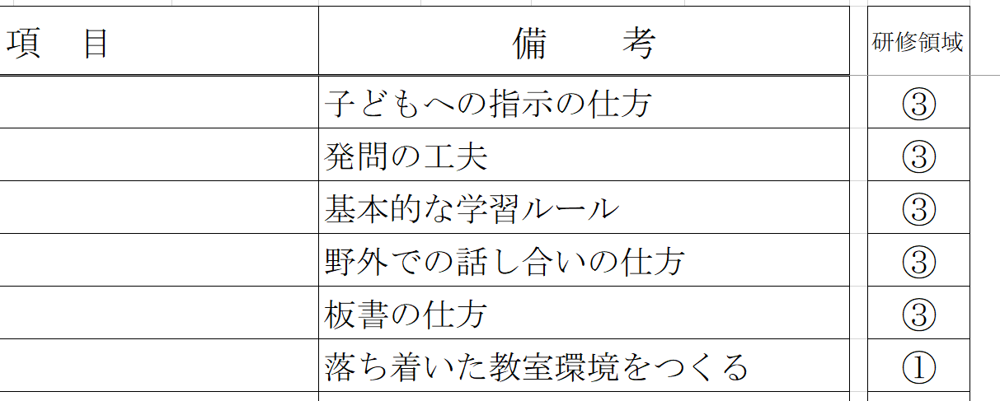 項　目　備　考　研修領域
子どもへの指示の仕方　③
発問の工夫　③
基本的な学習ルール　③
野外での話し合いの仕方　③
板書の仕方　③
落ち着いた教室環境をつくる　①